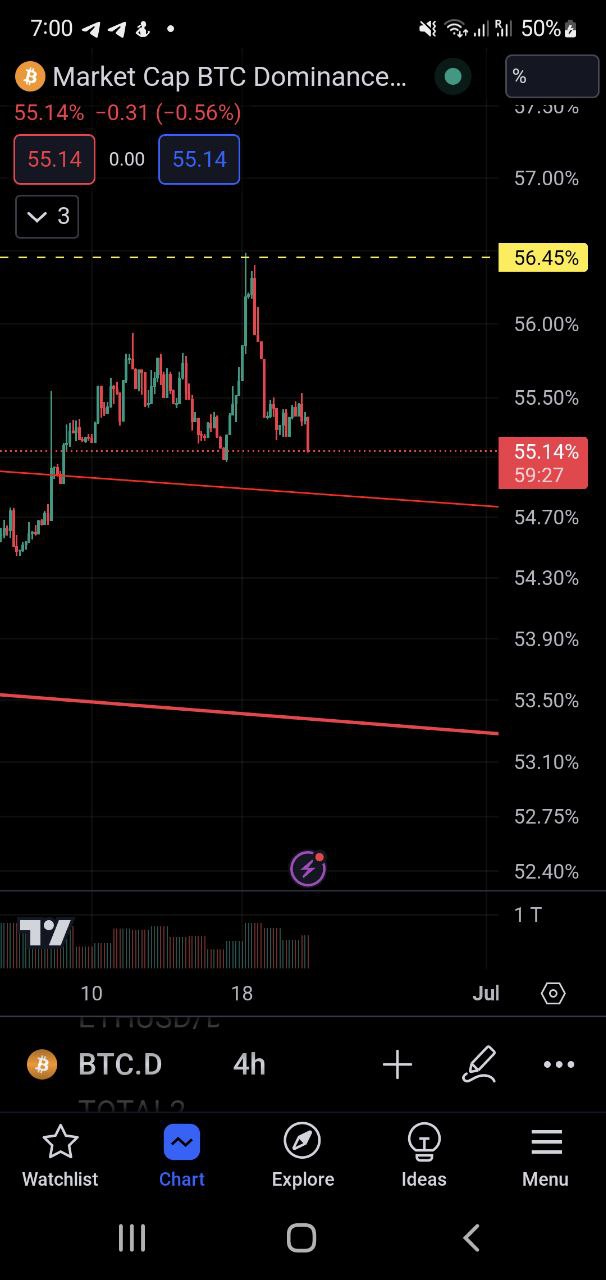 7:00 50%
Market Cap BTC Dominance...
%
55.14% −0.31 (−0.56%)
57.50%
55.14 0.00 55.14
57.00%
3
56.45%
56.00%
55.50%
55.14%
59:27
54.70%
54.30%
53.90%
53.50%
53.10%
52.75%
52.40%
1 T
10 18 Jul
BTC.D 4h
TOTAL2
Watchlist Chart Explore Ideas Menu